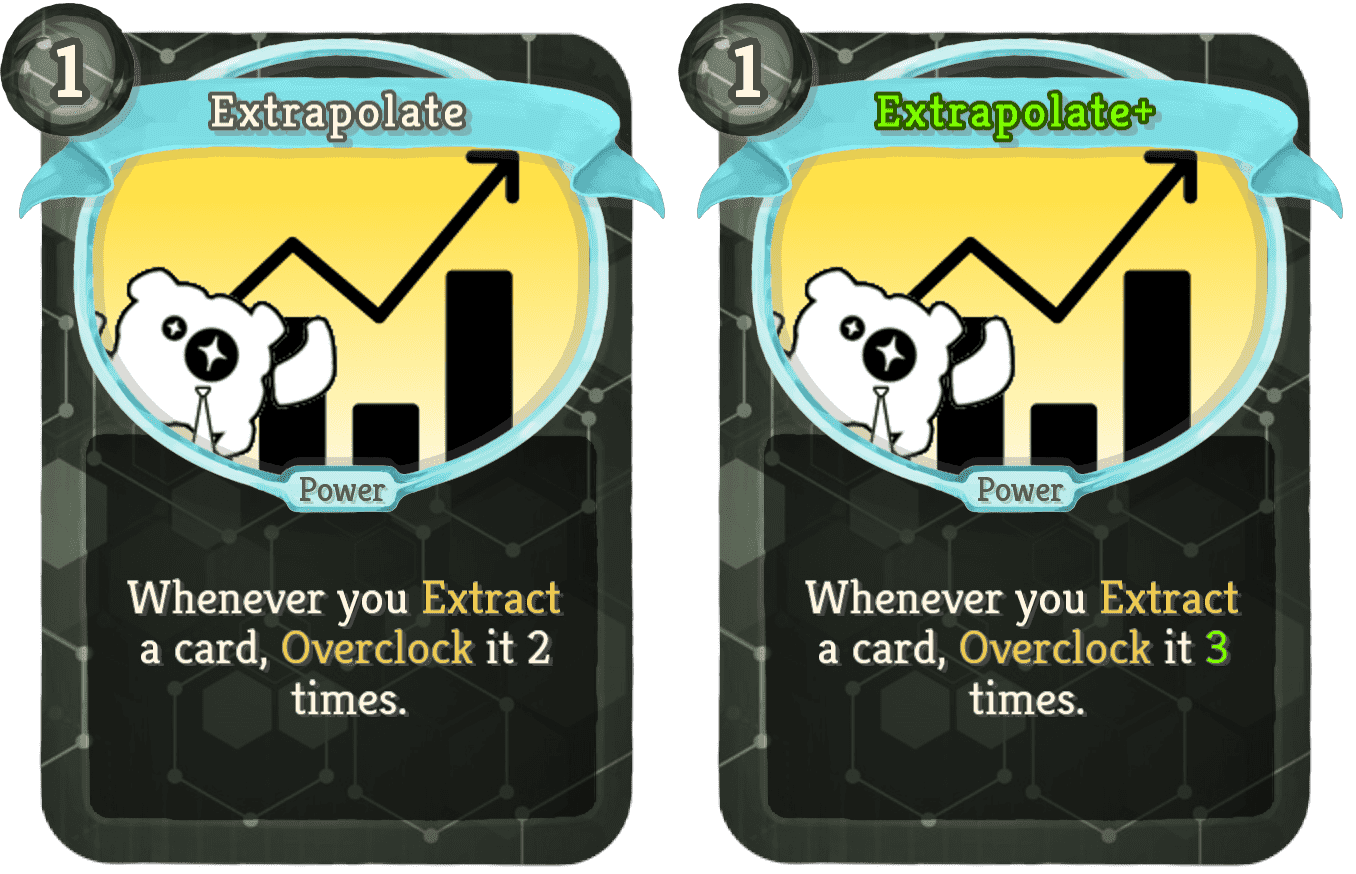 1
Extrapolate
Power
Whenever you Extract
a card, Overclock it 2
times.
1
Extrapolate+
Power
Whenever you Extract
a card, Overclock it 3
times.